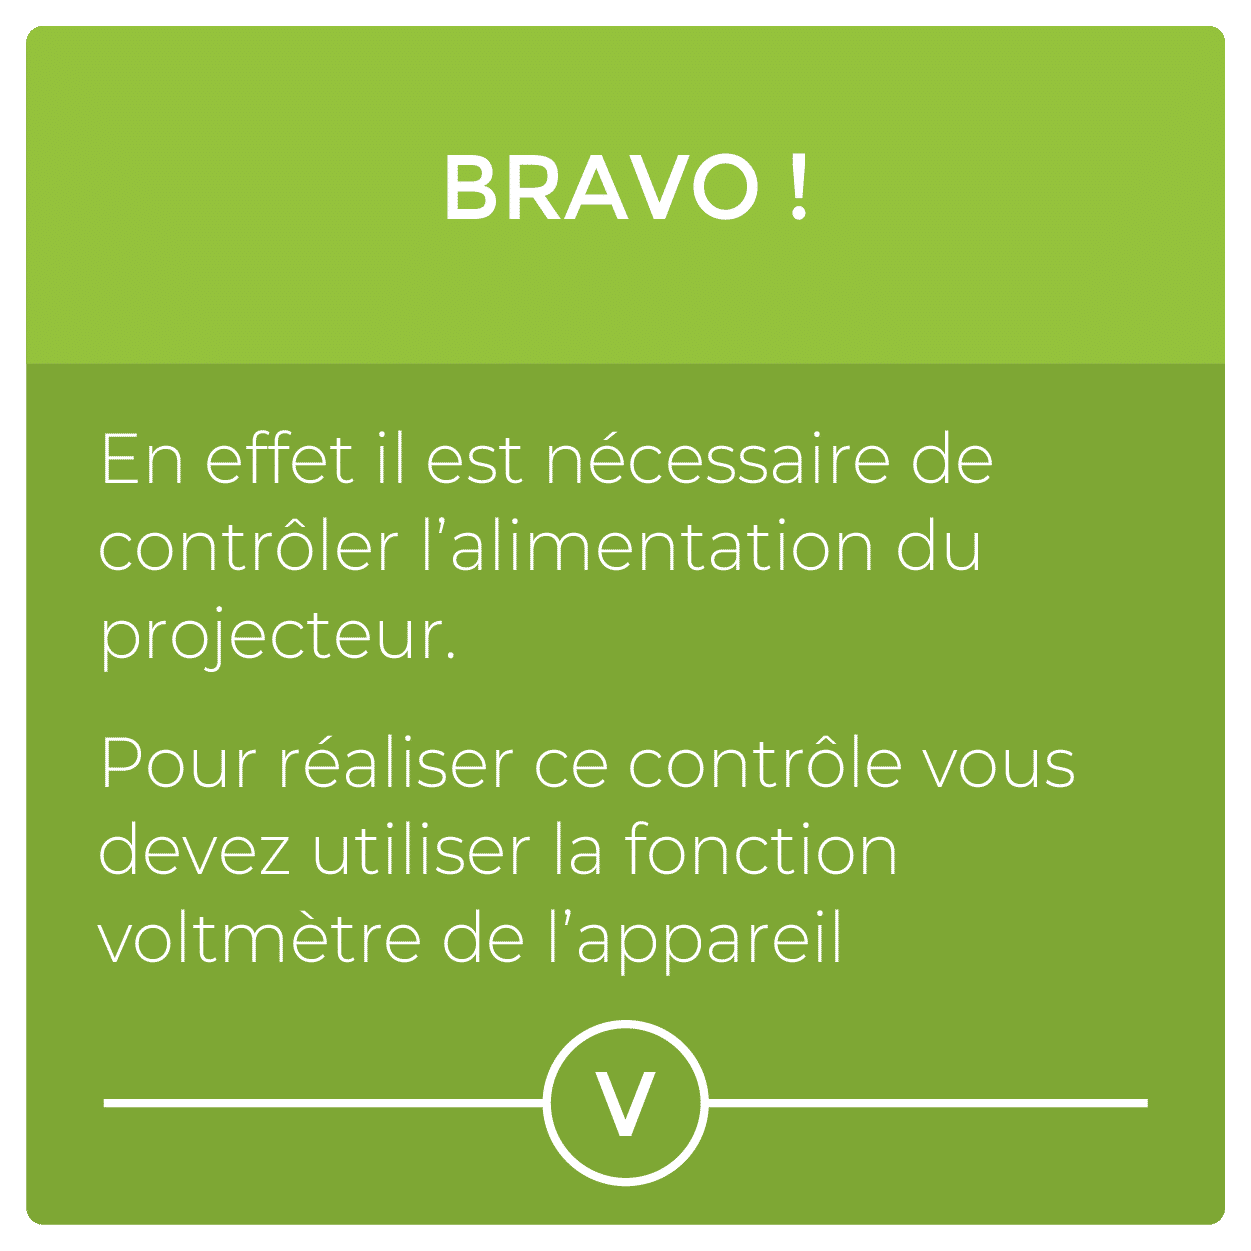 BRAVO !
En effet il est nécessaire de
contrôler l’alimentation du
projecteur.
Pour réaliser ce contrôle vous
devez utiliser la fonction
voltmètre de l’appareil
V